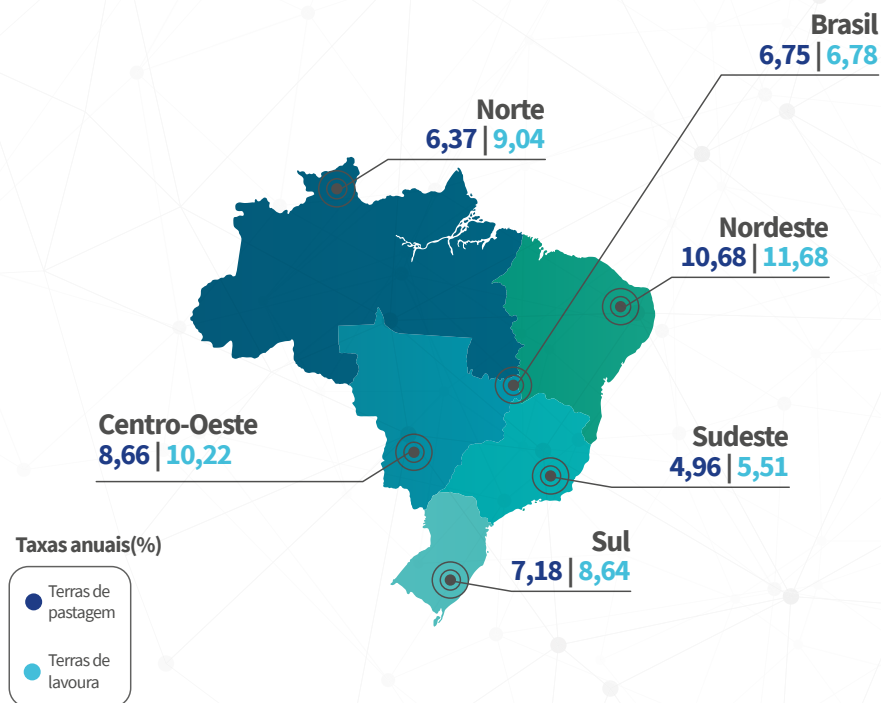 Brasil
6,75 | 6,78
Norte
6,37 | 9,04
Nordeste
10,68 | 11,68
Centro-Oeste
8,66 | 10,22
Sudeste
4,96 | 5,51
Sul
7,18 | 8,64
Taxas anuais(%)
Terras de
pastagem
Terras de
lavoura